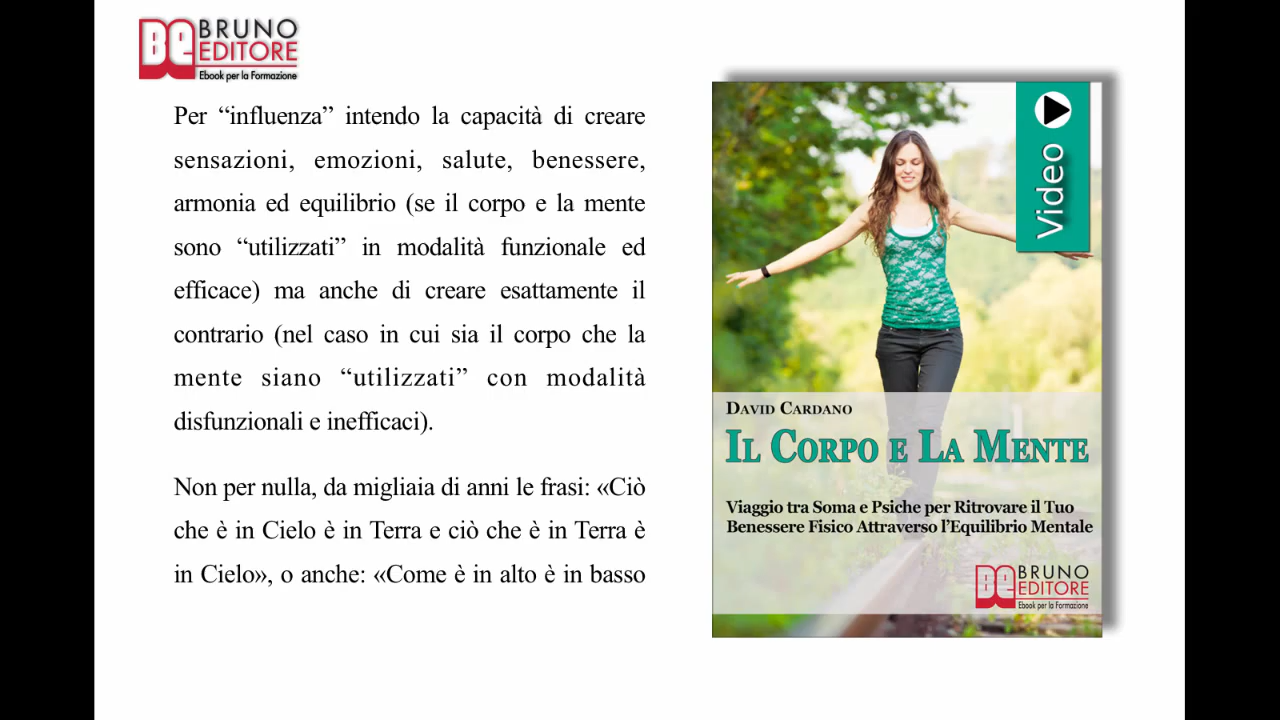 BRUNO
EDITORE
Ebook per la Formazione
Per “influenza” intendo la capacità di creare
sensazioni, emozioni, salute, benessere,
armonia ed equilibrio (se il corpo e la mente
sono “utilizzati” in modalità funzionale ed
efficace) ma anche di creare esattamente il
contrario (nel caso in cui sia il corpo che la
mente siano “utilizzati” con modalità
disfunzionali e inefficaci).
Non per nulla, da migliaia di anni le frasi: «Ciò
che è in Cielo è in Terra e ciò che è in Terra è
in Cielo», o anche: «Come è in alto è in basso
Video
DAVID CARDANO
IL CORPO E LA MENTE
Viaggio tra Soma e Psiche per Ritrovare il Tuo
Benessere Fisico Attraverso l’Equilibrio Mentale
BRUNO
EDITORE
Ebook per la Formazione